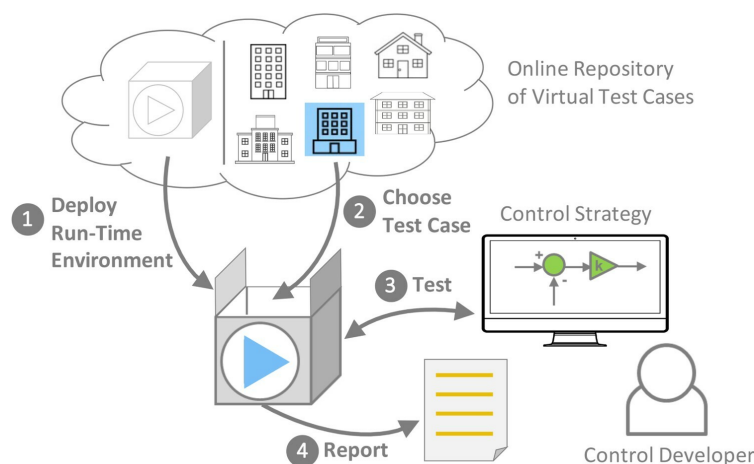 Online Repository
of Virtual Test Cases
1 Deploy
Run-Time
Environment
2 Choose
Test Case
Control Strategy
+
k
-
3 Test
4 Report
Control Developer